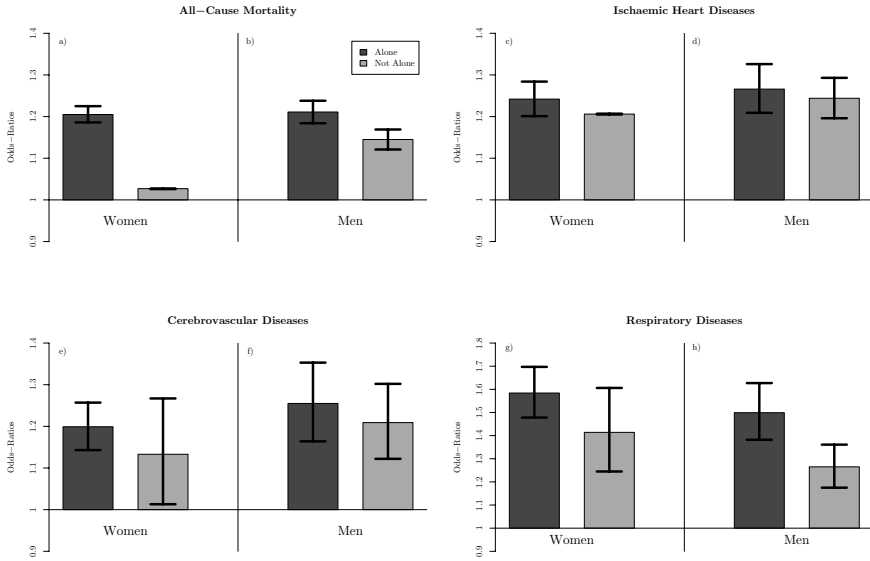 All−Cause Mortality
a)
b)
Alone
Not Alone
Odds−Ratios
0.9
1
1.1
1.2
1.3
1.4
Women
Men
Ischaemic Heart Diseases
c)
d)
Odds−Ratios
0.9
1
1.1
1.2
1.3
1.4
Women
Men
Cerebrovascular Diseases
e)
f)
Odds−Ratios
0.9
1
1.1
1.2
1.3
1.4
Women
Men
Respiratory Diseases
g)
h)
Odds−Ratios
0.9
1
1.1
1.2
1.3
1.4
1.5
1.6
1.7
1.8
Women
Men